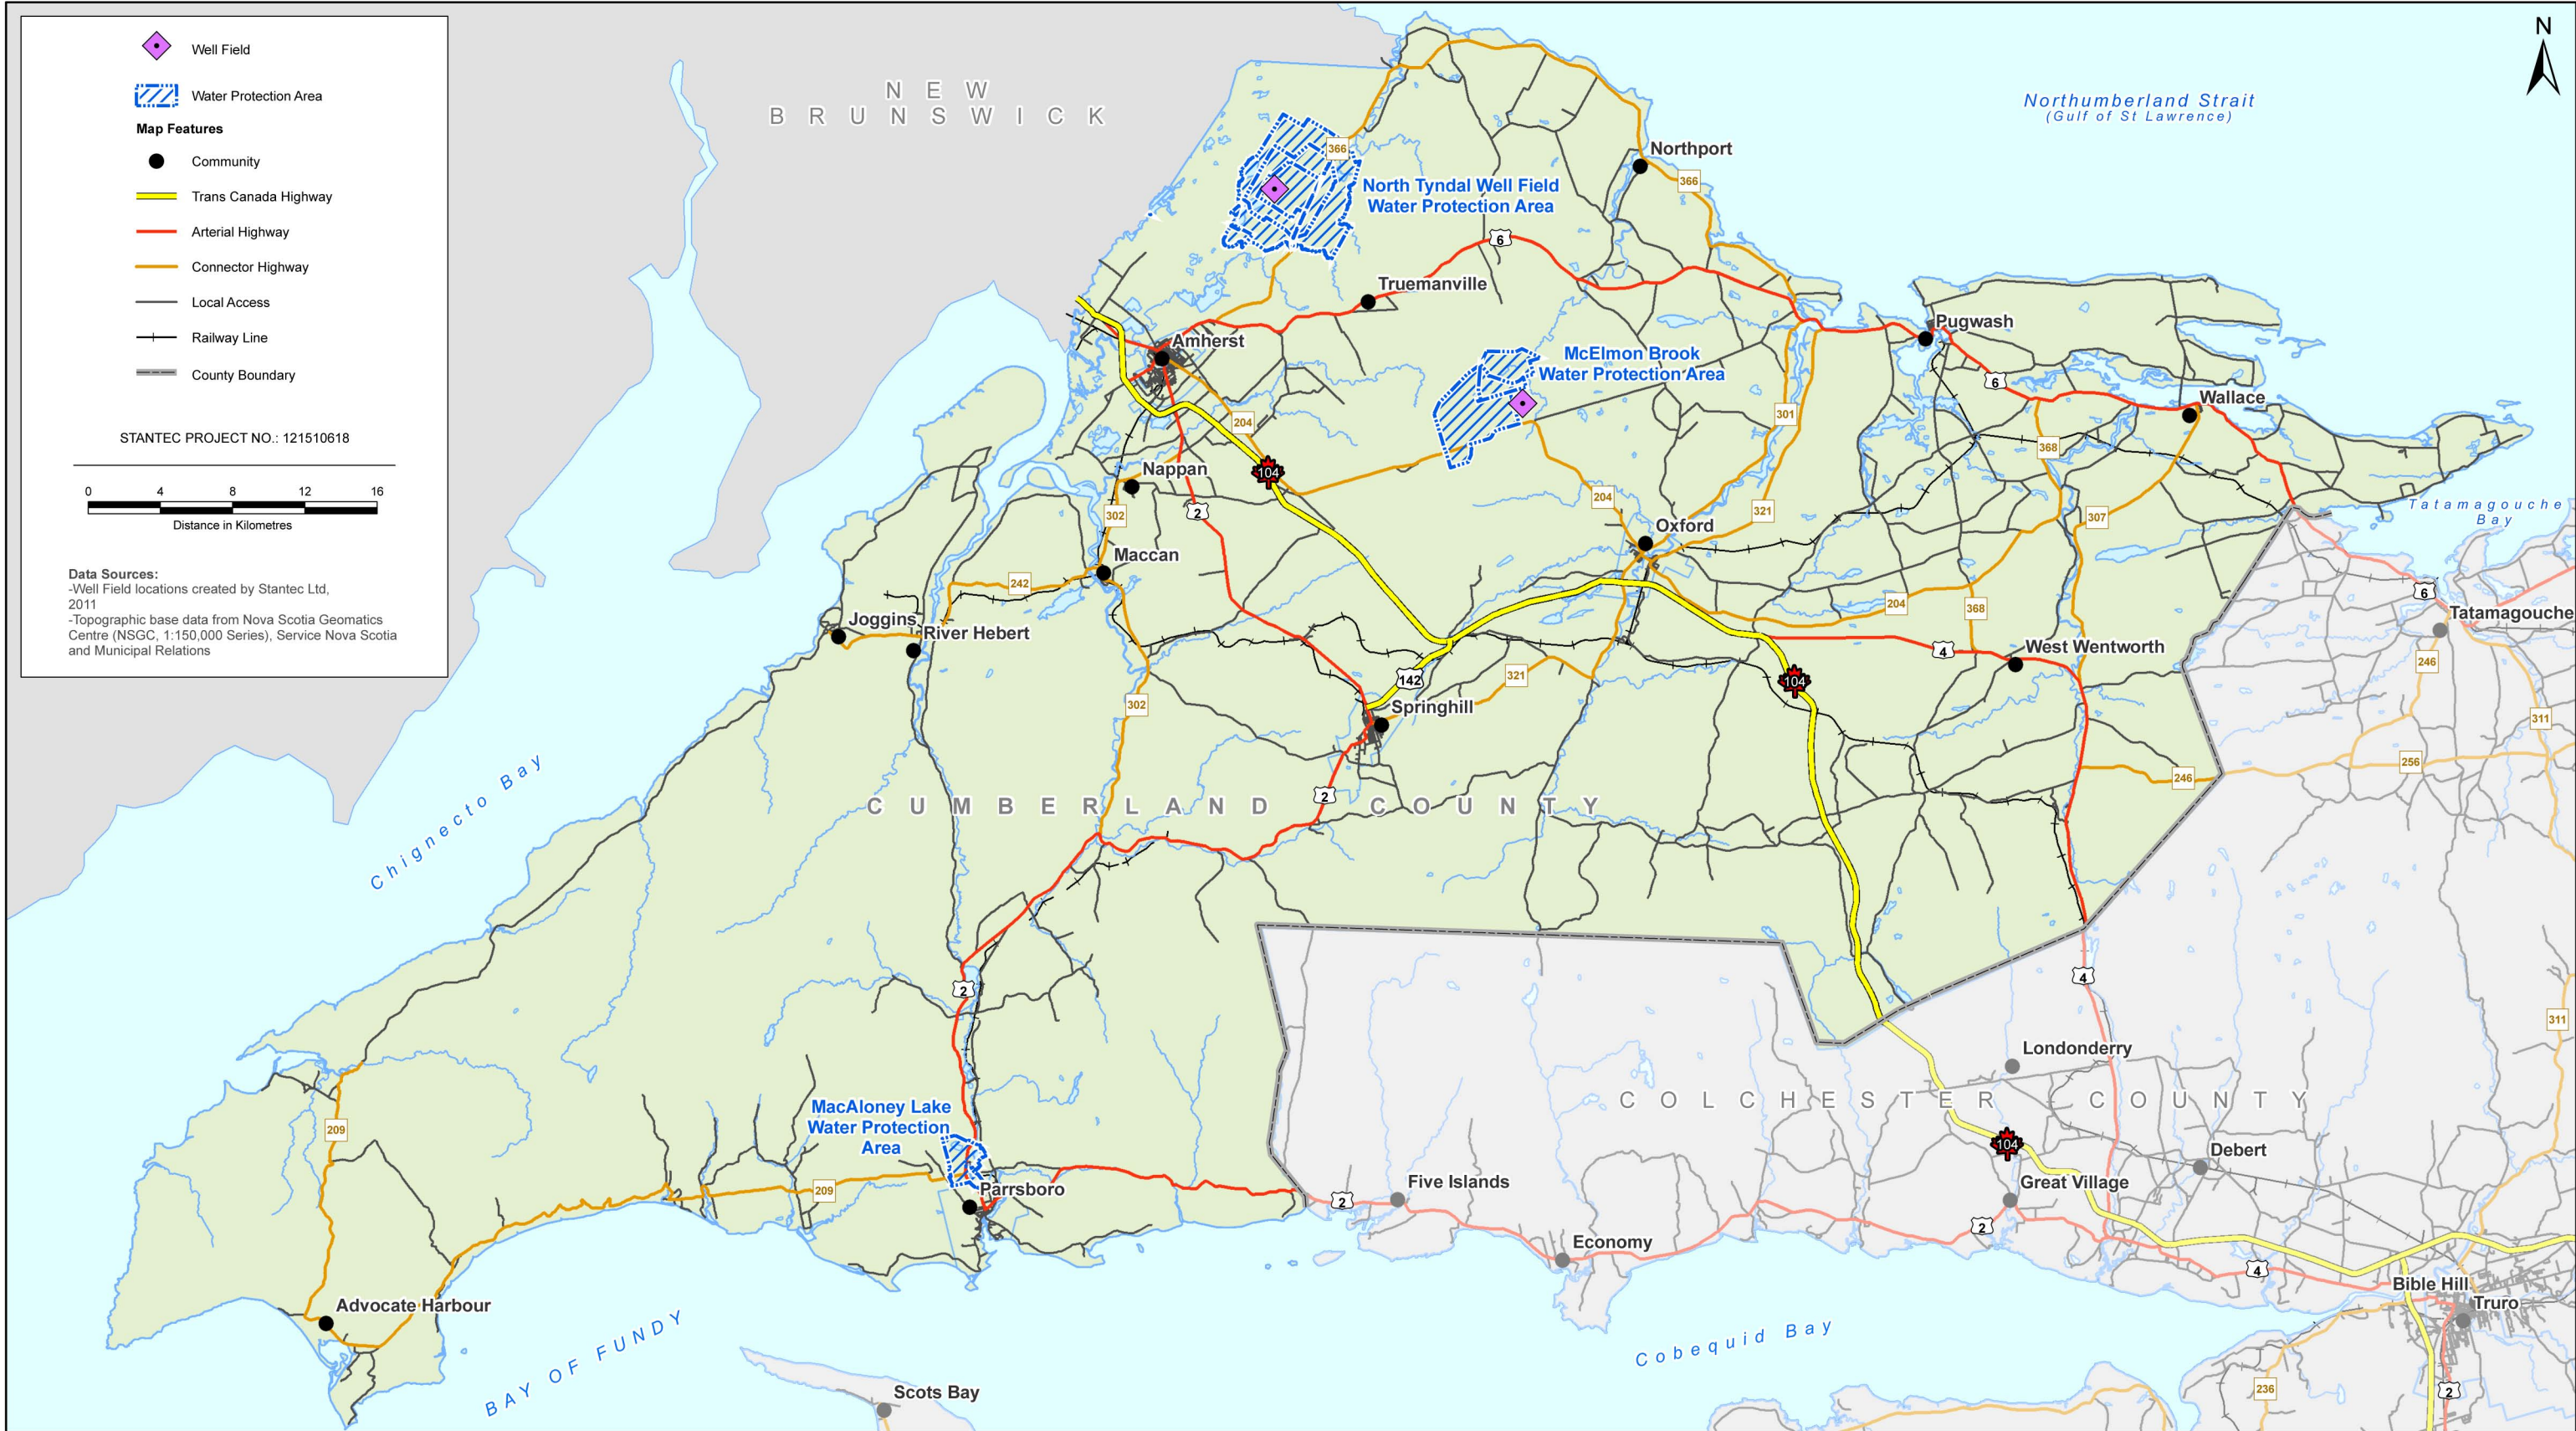 Well Field
Water Protection Area
Map Features
Community
Trans Canada Highway
Arterial Highway
Connector Highway
Local Access
Railway Line
County Boundary
STANTEC PROJECT NO.: 121510618
0 4 8 12 16
Distance in Kilometres
Data Sources:
-Well Field locations created by Stantec Ltd,
2011
-Topographic base data from Nova Scotia Geomatics
Centre (NSGC, 1:150,000 Series), Service Nova Scotia
and Municipal Relations
N
NEW
BRUNSWICK
Northumberland Strait
(Gulf of St Lawrence)
366
Northport
366
North Tyndal Well Field
Water Protection Area
6
Truemanville
Pugwash
Amherst
McElmon Brook
Water Protection Area
6
Wallace
204
301
368
Nappan
104
2
302
204
321
307
Tatamagouche
Bay
Oxford
Maccan
242
204
368
6
Tatamagouche
Joggins
River Hebert
4
West Wentworth
246
142
321
104
302
Springhill
311
256
246
2
CUMBERLAND COUNTY
Chignecto Bay
2
4
311
Londonderry
COLCHESTER COUNTY
MacAloney Lake
Water Protection
Area
209
104
Debert
209
Parrsboro
2
Five Islands
Great Village
2
Economy
4
Bible Hill
Truro
Advocate Harbour
BAY OF FUNDY
Cobequid Bay
Scots Bay
236
2